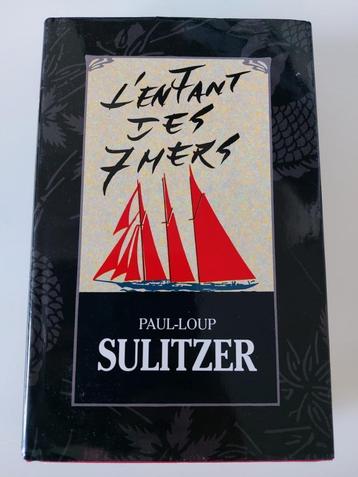 L'ENFANT
DES
7 MERS
PAUL-LOUP
SULITZER